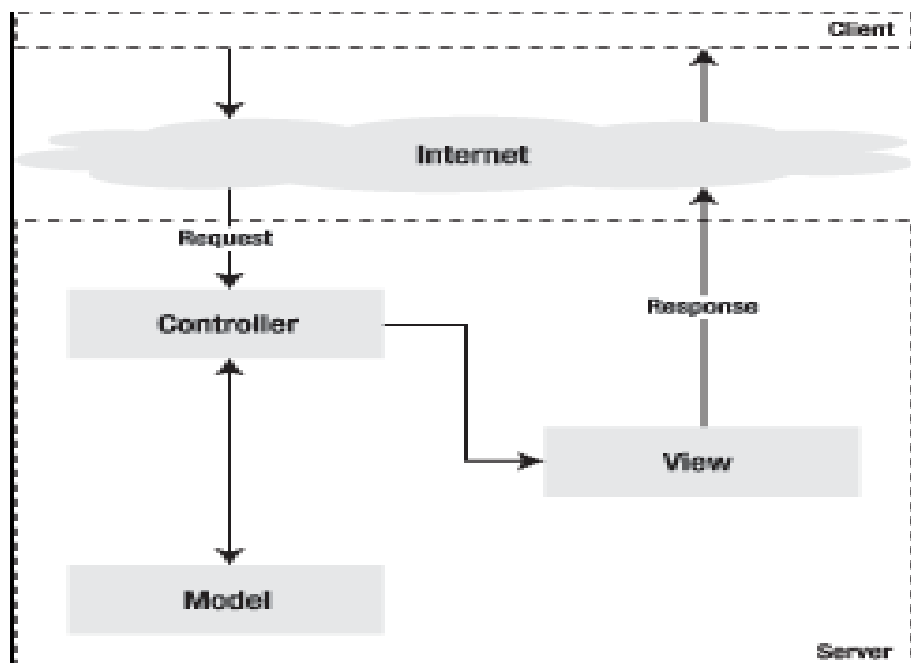 Client
Internet
Request
Controller
Response
View
Model
Server